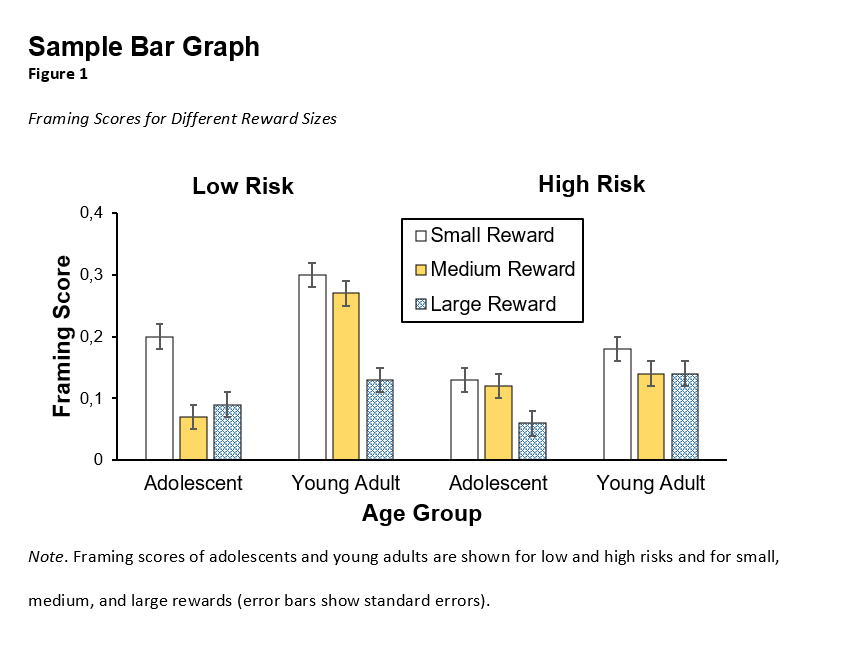 Sample Bar Graph
Figure 1
Framing Scores for Different Reward Sizes
Low Risk
High Risk
Small Reward
Medium Reward
Large Reward
Framing Score
0,4
0,3
0,2
0,1
0
Adolescent
Young Adult
Adolescent
Young Adult
Age Group
Note. Framing scores of adolescents and young adults are shown for low and high risks and for small,
medium, and large rewards (error bars show standard errors).